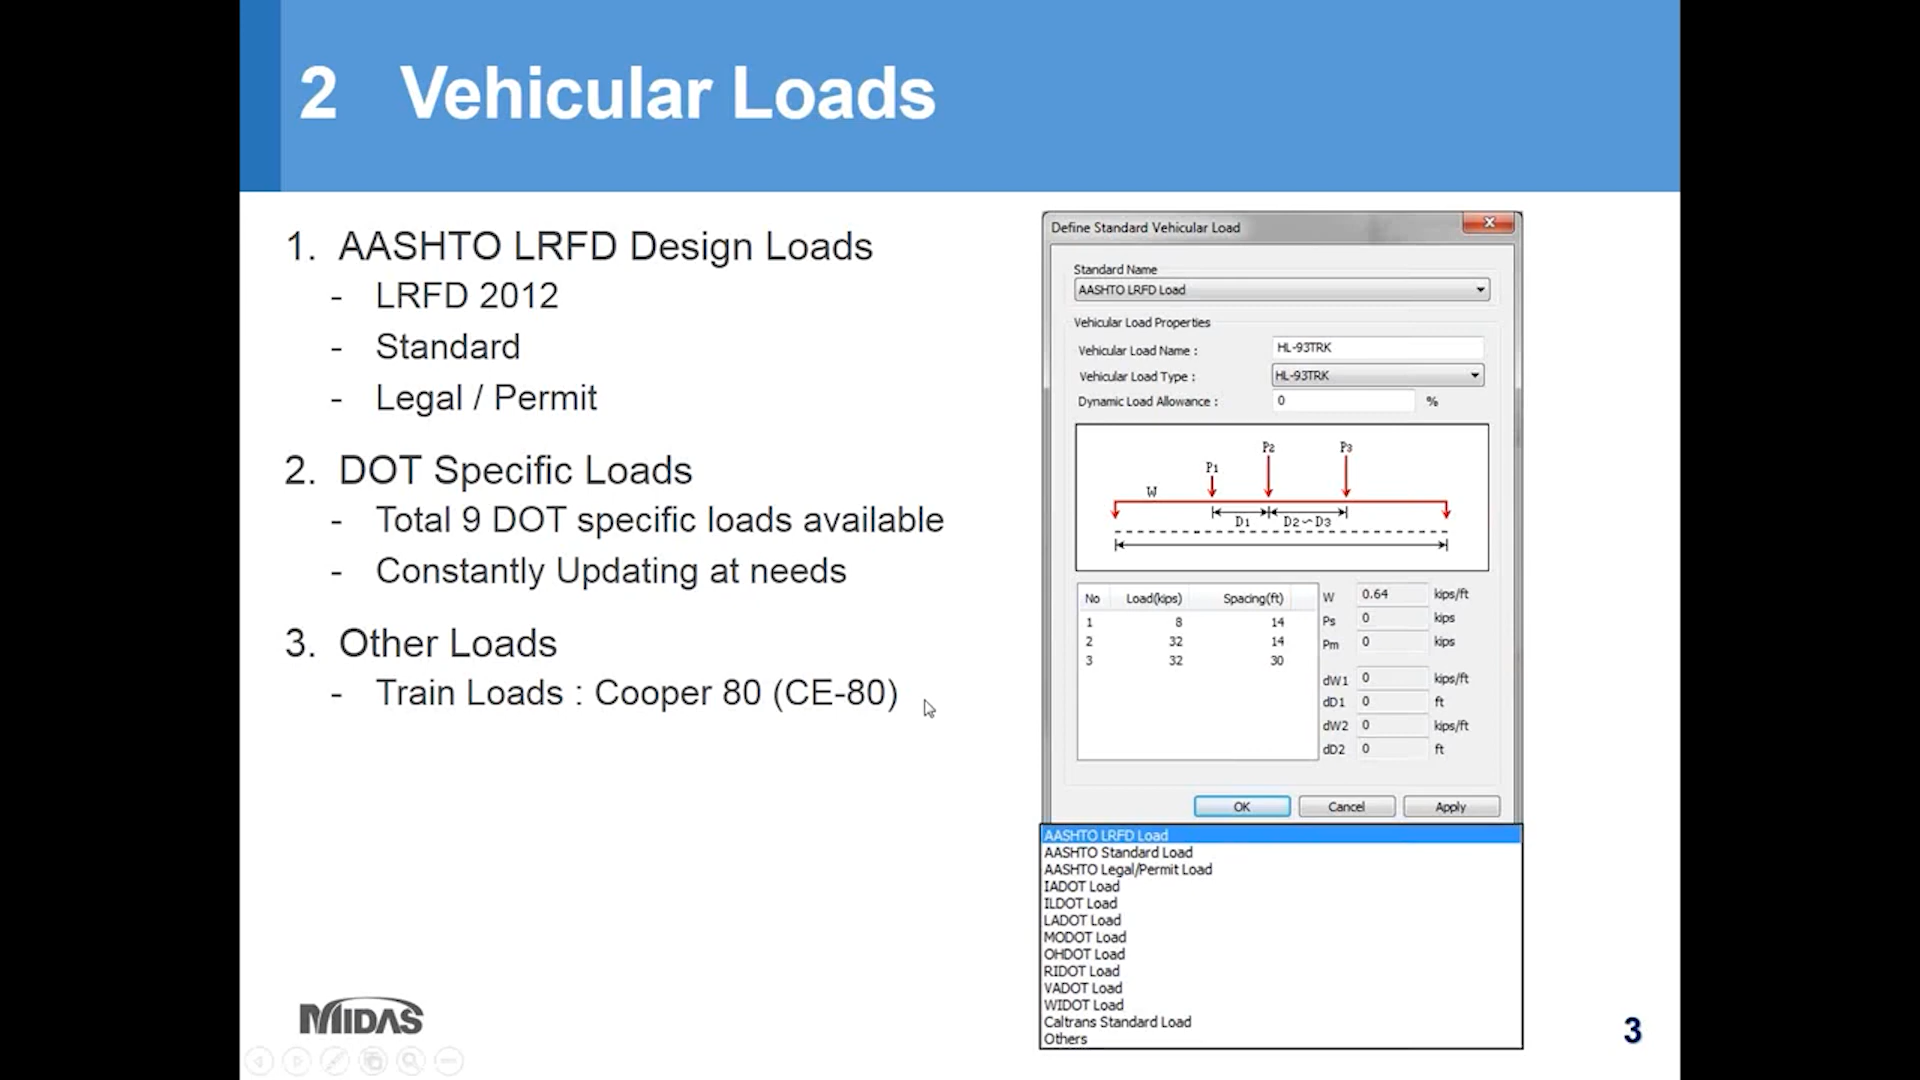 2 Vehicular Loads
1. AASHTO LRFD Design Loads
- LRFD 2012
- Standard
- Legal / Permit
2. DOT Specific Loads
- Total 9 DOT specific loads available
- Constantly Updating at needs
3. Other Loads
- Train Loads : Cooper 80 (CE-80)
Define Standard Vehicular Load
Standard Name
AASHTO LRFD Load
Vehicular Load Properties
Vehicular Load Name : HL-93TRK
Vehicular Load Type : HL-93TRK
Dynamic Load Allowance : 0 %
P1 P2 P3
W
D1 D2~D3
No Load(kips) Spacing(ft)
1 8 14
2 32 14
3 32 30
W 0.64 kips/ft
Ps 0 kips
Pm 0 kips
dW1 0 kips/ft
dD1 0 ft
dW2 0 kips/ft
dD2 0 ft
OK Cancel Apply
AASHTO LRFD Load
AASHTO Standard Load
AASHTO Legal/Permit Load
IADOT Load
ILDOT Load
LADOT Load
MODOT Load
OHDOT Load
RIDOT Load
VADOT Load
WIDOT Load
Caltrans Standard Load
Others
MIDAS
3